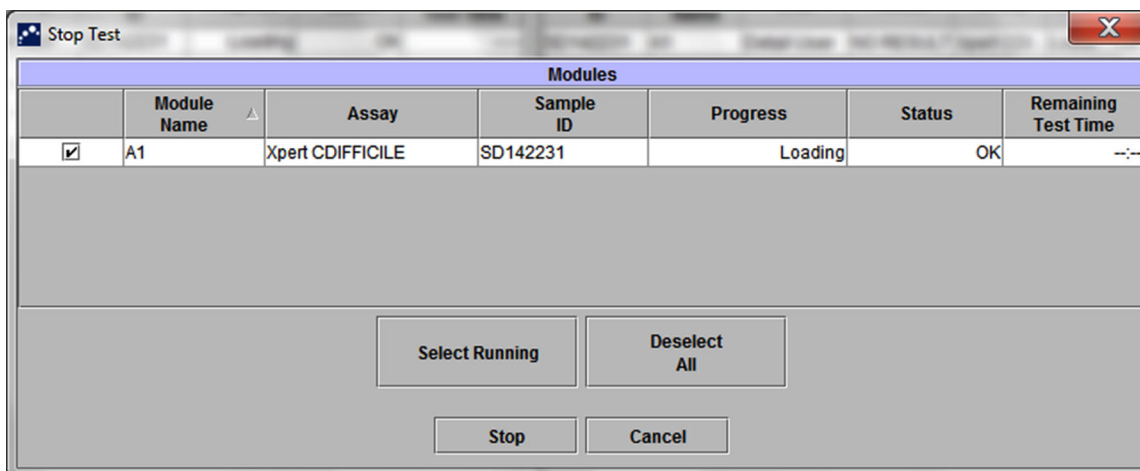 Stop Test
Modules
Module Name Assay Sample ID Progress Status Remaining Test Time
A1 Xpert CDIFFICILE SD142231 Loading OK --:--
Select Running
Deselect
All
Stop Cancel